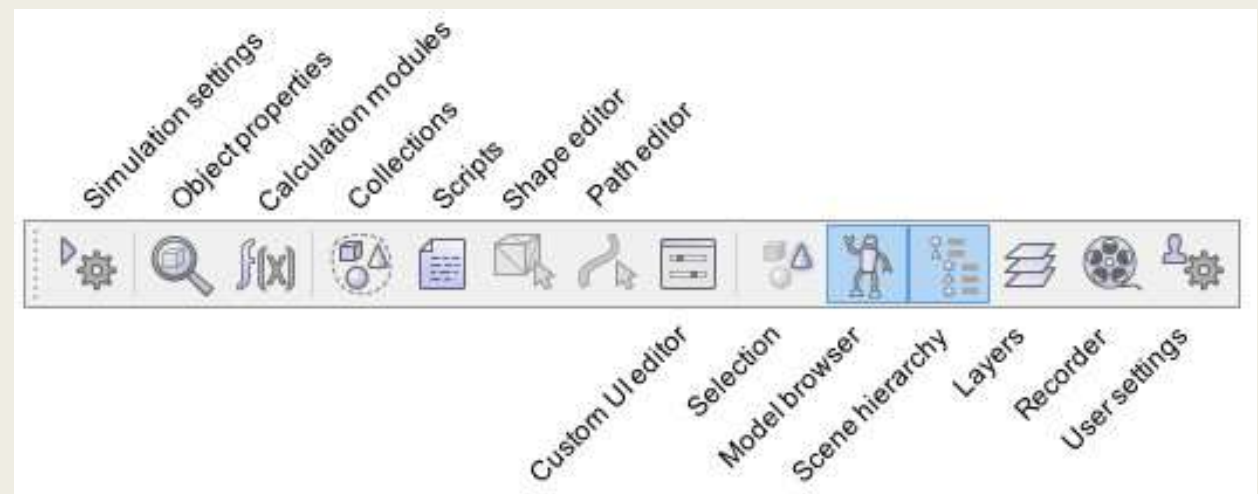 Simulation settings
Object properties
Calculation modules
Collections
Scripts
Shape editor
Path editor
f(x)
Custom UI editor
Selection
Model browser
Scene hierarchy
Layers
Recorder
User settings